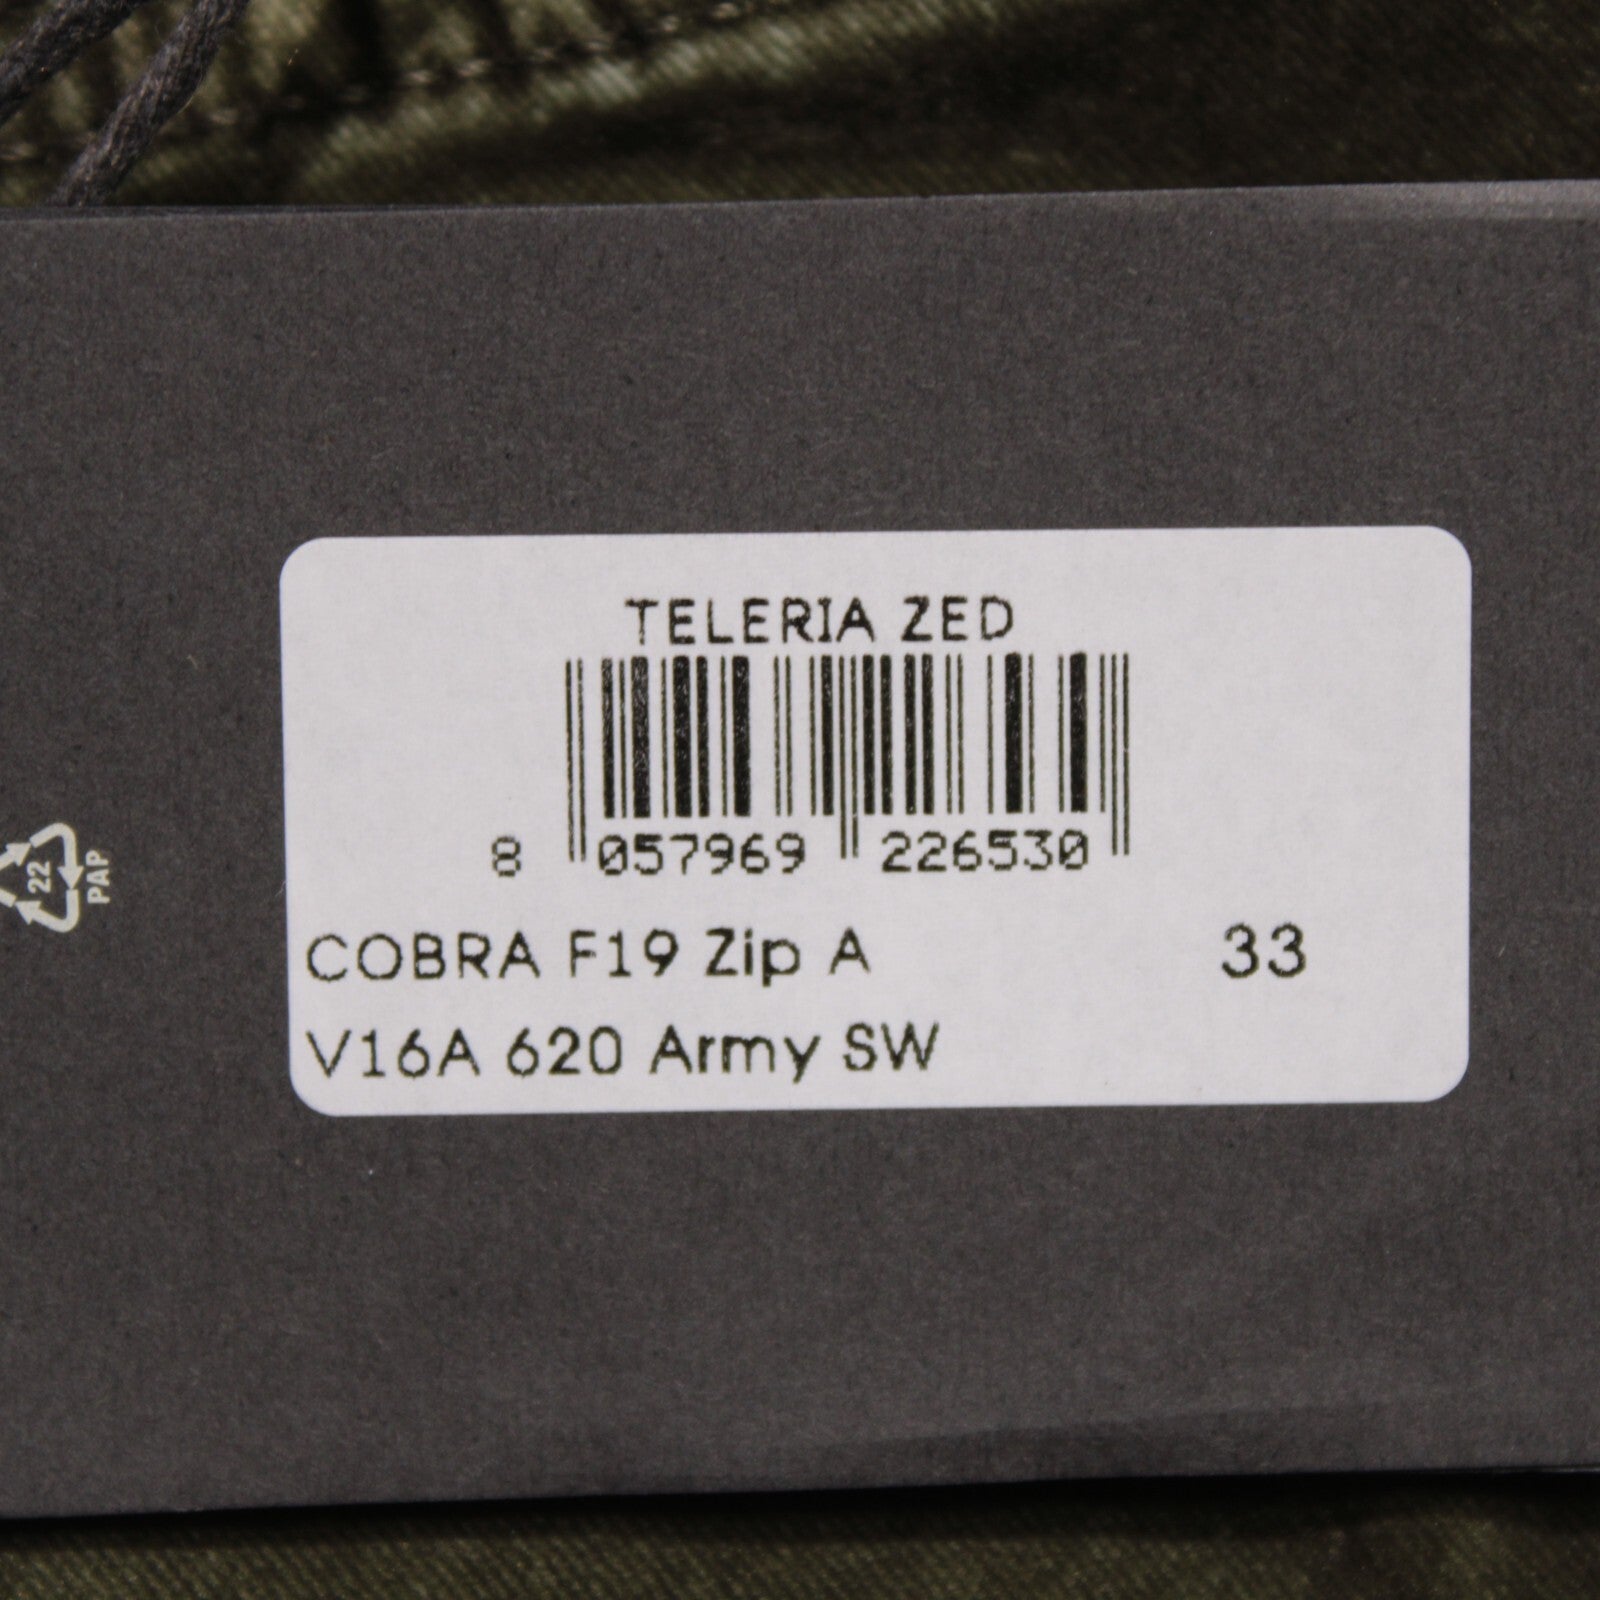 TELERIA ZED
8 057969 226530
COBRA F19 Zip A 33
V16A 620 Army SW
22
PAP